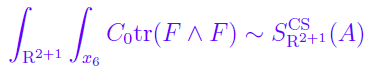 ∫_{R^{2+1}} ∫_{x_6} C_0 tr(F ∧ F) ∼ S^{CS}_{R^{2+1}}(A)